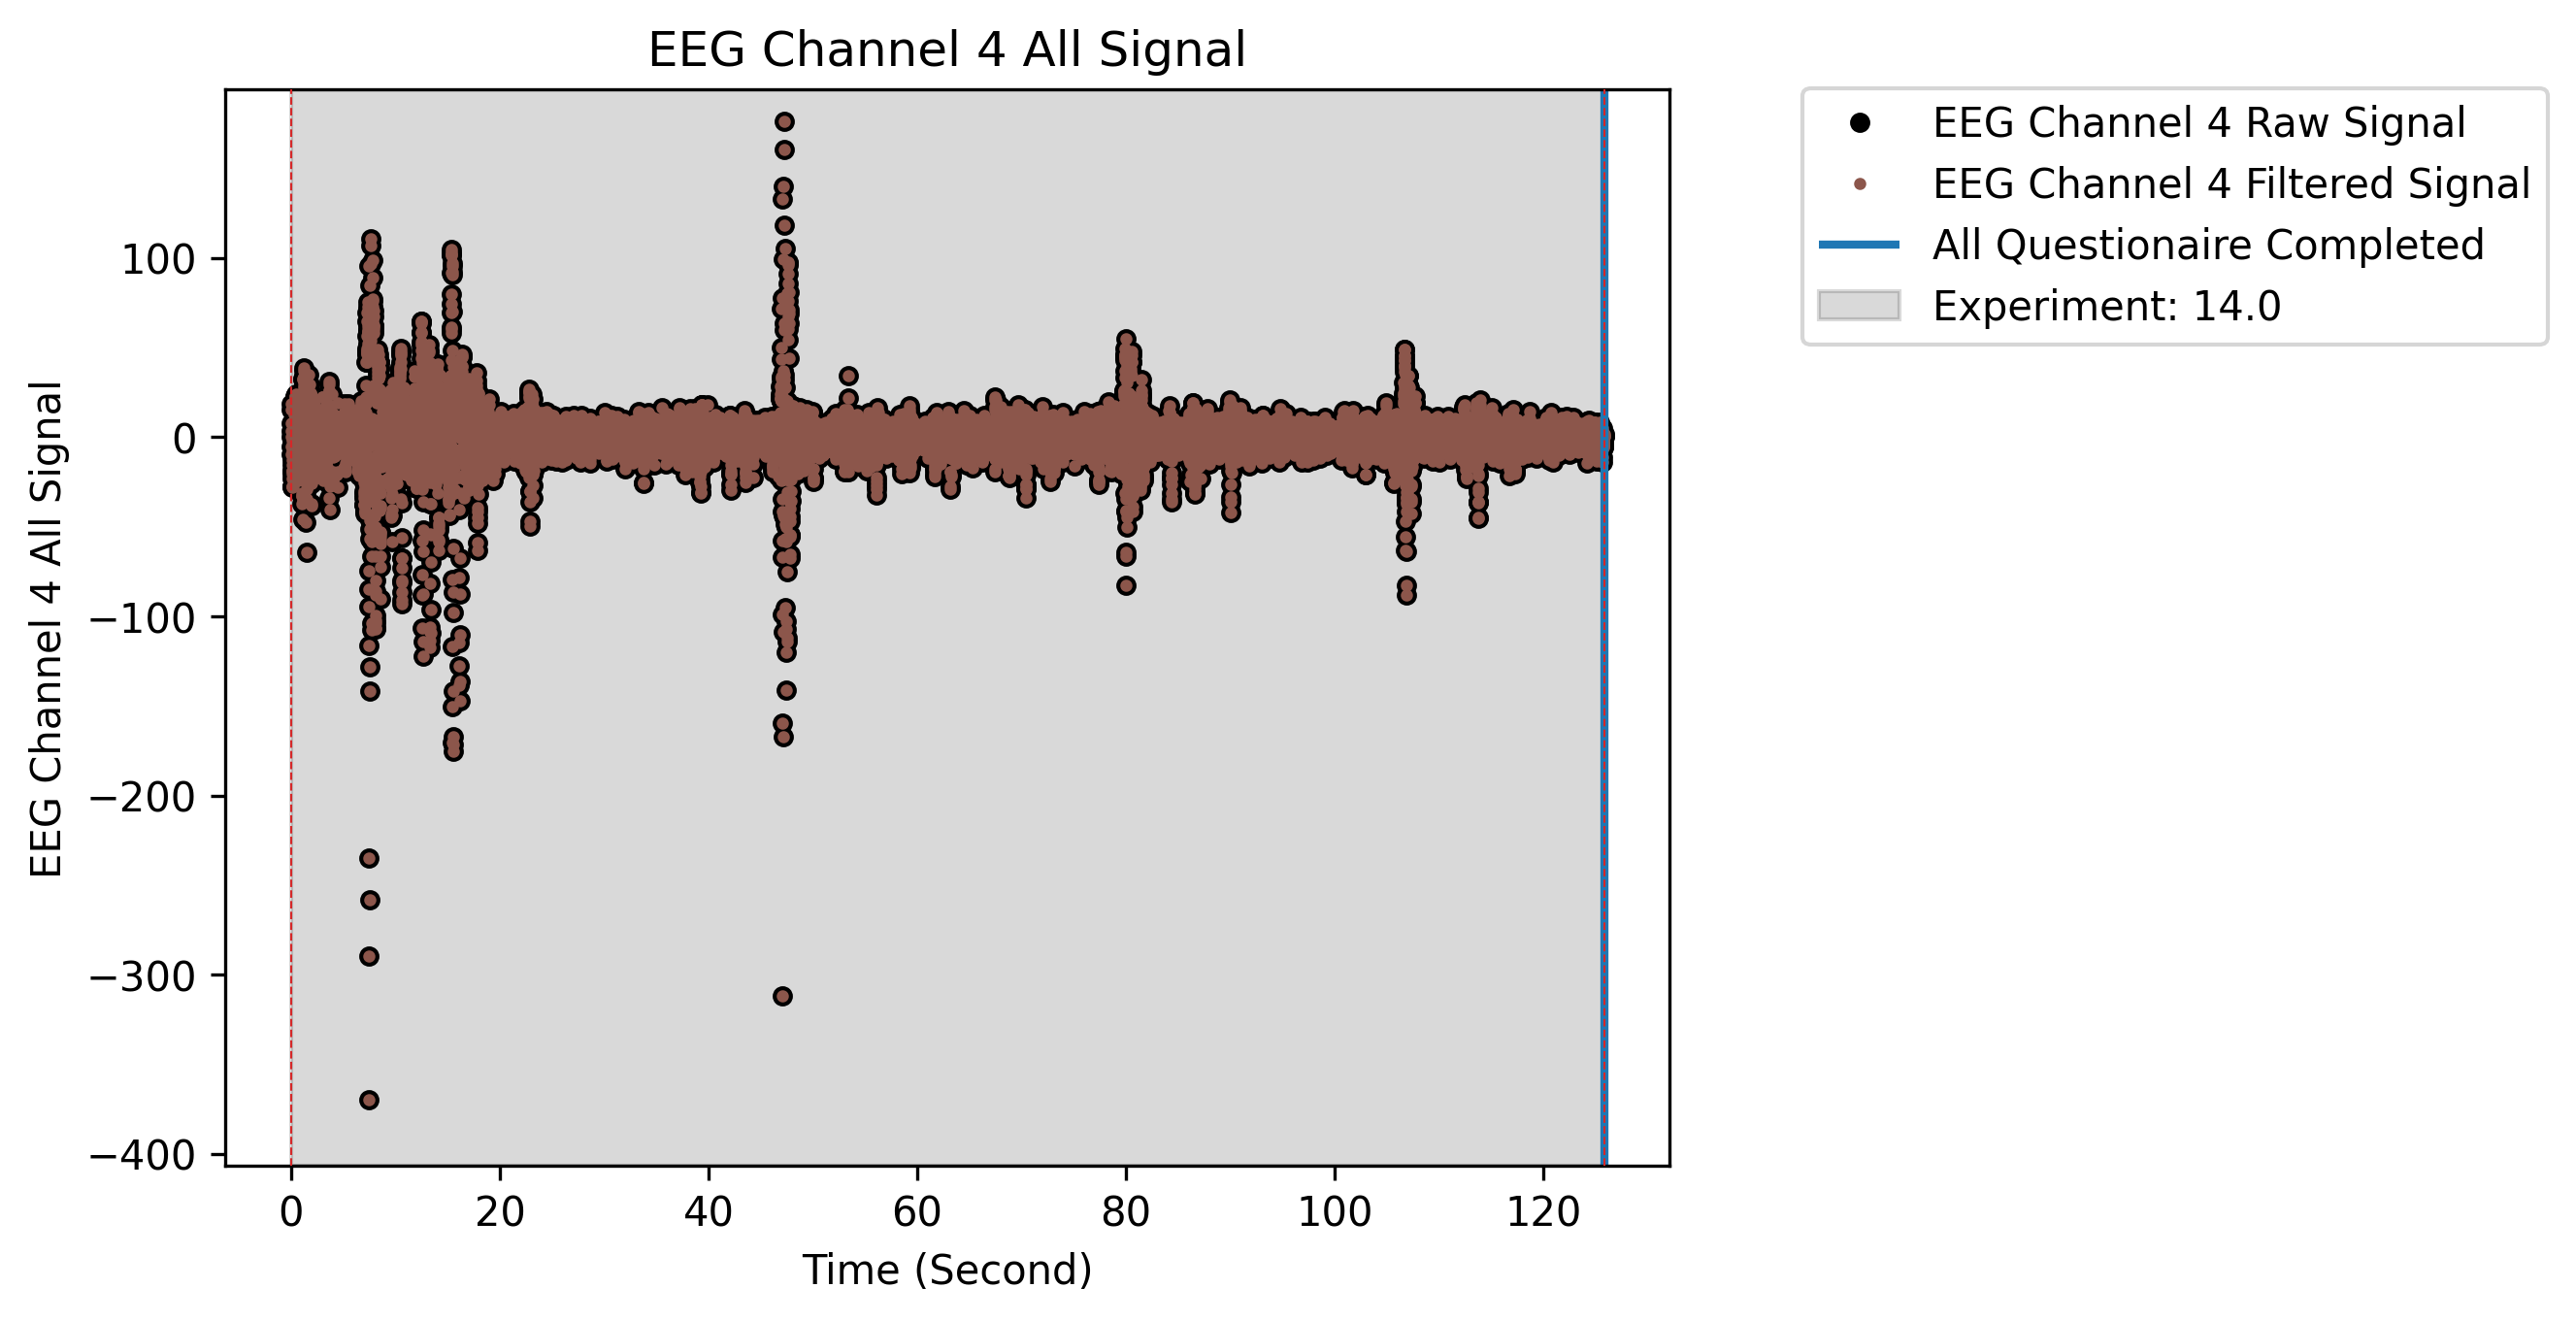 EEG Channel 4 All Signal
EEG Channel 4 Raw Signal
EEG Channel 4 Filtered Signal
All Questionaire Completed
Experiment: 14.0
EEG Channel 4 All Signal
100
0
−100
−200
−300
−400
0 20 40 60 80 100 120
Time (Second)